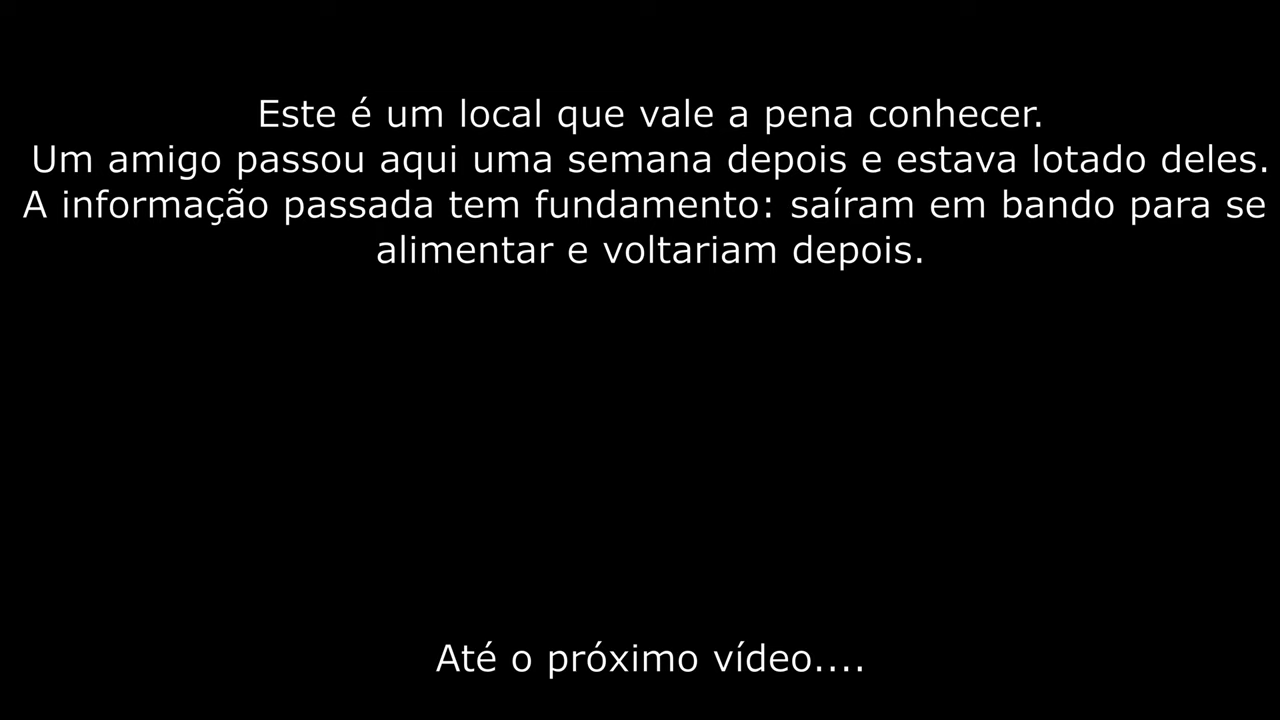 Este é um local que vale a pena conhecer.
Um amigo passou aqui uma semana depois e estava lotado deles.
A informação passada tem fundamento: saíram em bando para se
alimentar e voltariam depois.
Até o próximo vídeo....